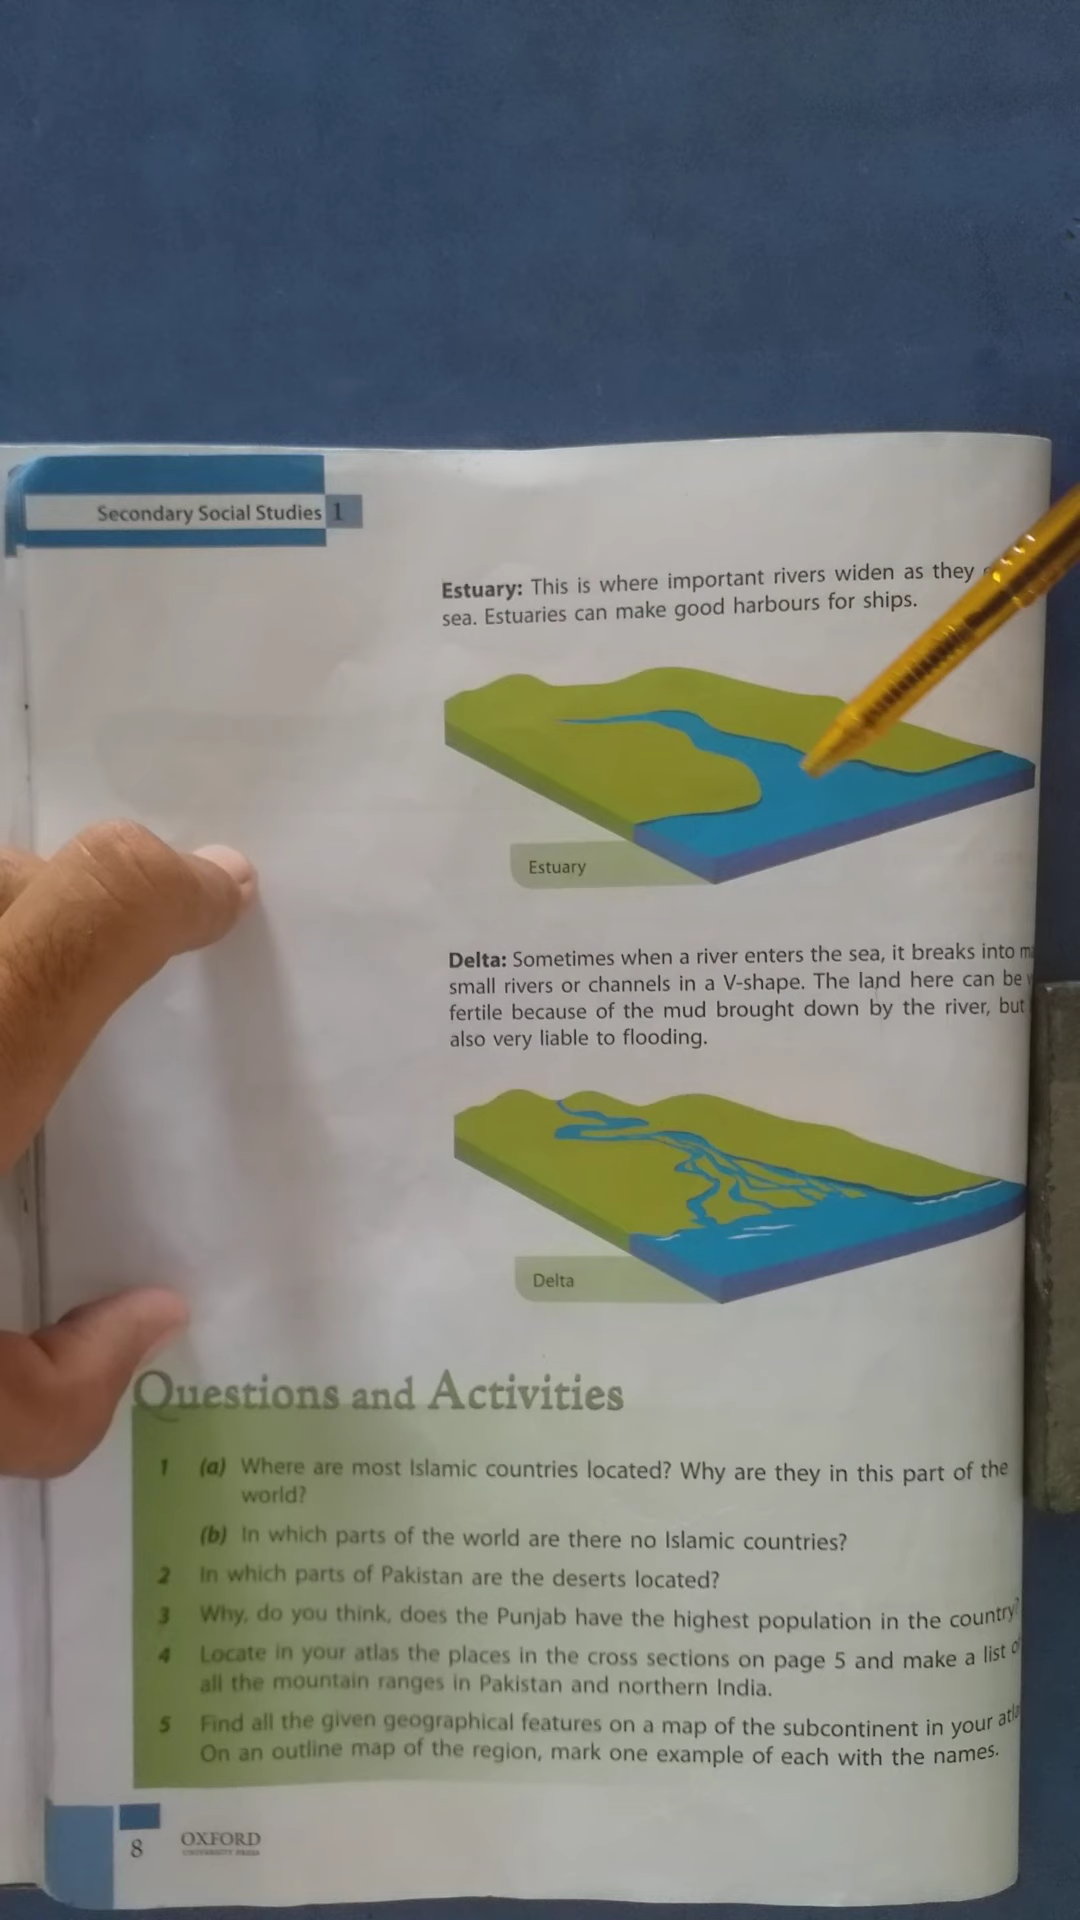 Secondary Social Studies 1
Estuary: This is where important rivers widen as they
sea. Estuaries can make good harbours for ships.
Estuary
Delta: Sometimes when a river enters the sea, it breaks into
small rivers or channels in a V-shape. The land here can be
fertile because of the mud brought down by the river, but
also very liable to flooding.
Delta
Questions and Activities
1 (a) Where are most Islamic countries located? Why are they in this part of the
world?
(b) In which parts of the world are there no Islamic countries?
2 In which parts of Pakistan are the deserts located?
3 Why, do you think, does the Punjab have the highest population in the country?
4 Locate in your atlas the places in the cross sections on page 5 and make a list of
all the mountain ranges in Pakistan and northern India.
5 Find all the given geographical features on a map of the subcontinent in your
On an outline map of the region, mark one example of each with the names.
8 OXFORD
UNIVERSITY PRESS